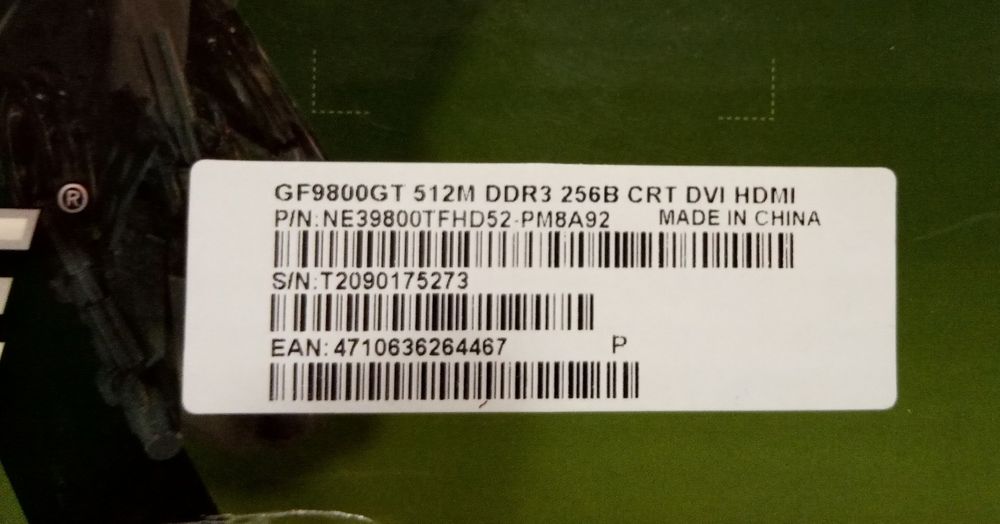 ®
GF9800GT 512M DDR3 256B CRT DVI HDMI
P/N:NE39800TFHD52-PM8A92 MADE IN CHINA
S/N:T2090175273
EAN: 4710636264467 P